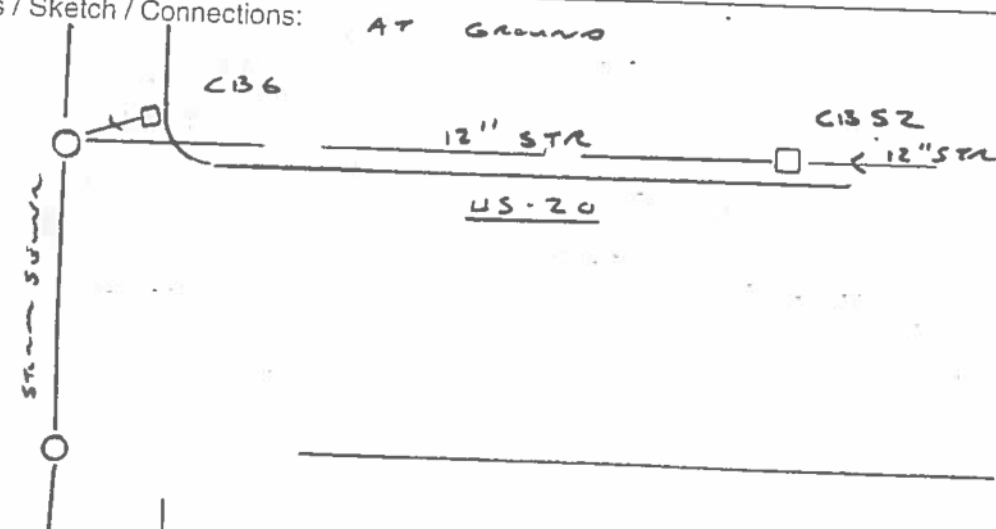 s / Sketch / Connections:
AT GROUND
CB6
CB52
12" STR
12" STR
US-20
STORM SEWER